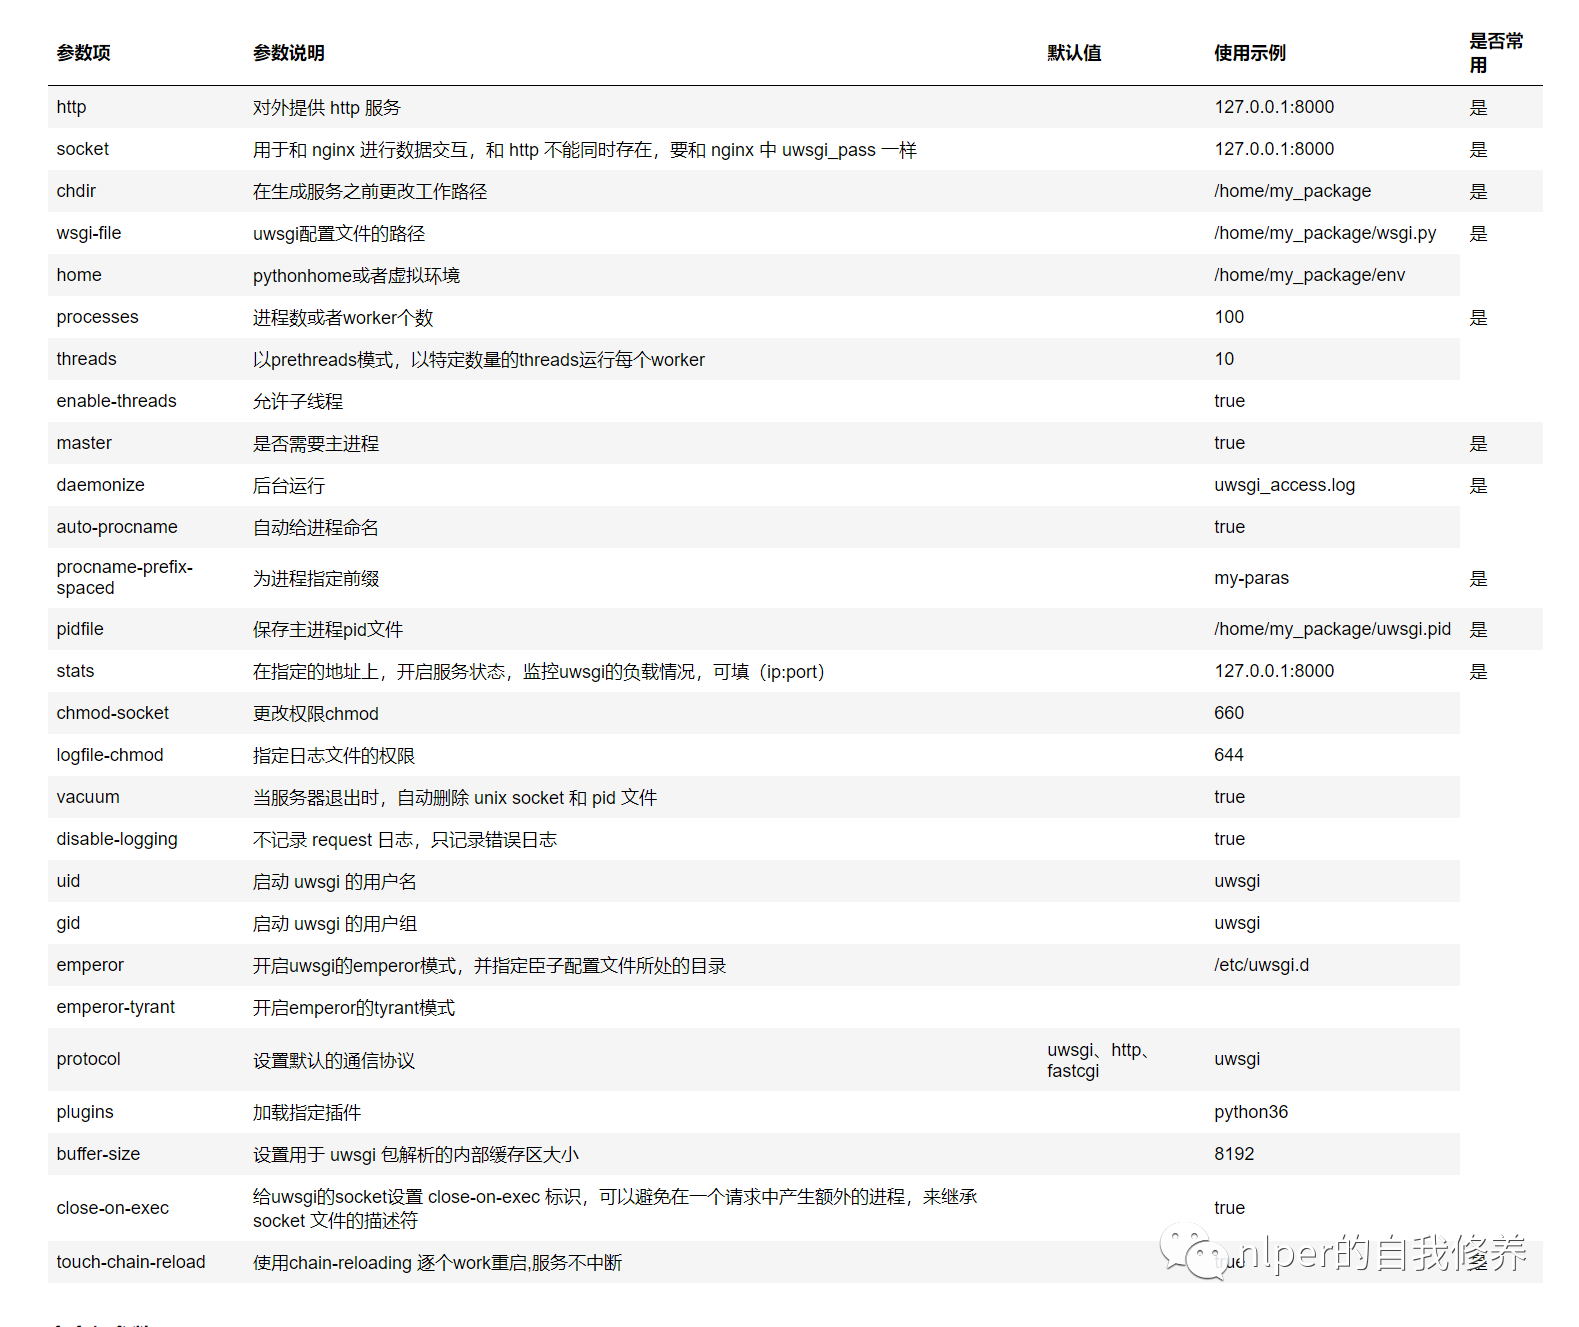 参数项 参数说明 默认值 使用示例 是否常用
http 对外提供 http 服务 127.0.0.1:8000 是
socket 用于和 nginx 进行数据交互，和 http 不能同时存在，要和 nginx 中 uwsgi_pass 一样 127.0.0.1:8000 是
chdir 在生成服务之前更改工作路径 /home/my_package 是
wsgi-file uwsgi配置文件的路径 /home/my_package/wsgi.py 是
home pythonhome或者虚拟环境 /home/my_package/env
processes 进程数或者worker个数 100 是
threads 以prethreads模式，以特定数量的threads运行每个worker 10
enable-threads 允许子线程 true
master 是否需要主进程 true 是
daemonize 后台运行 uwsgi_access.log 是
auto-procname 自动给进程命名 true
procname-prefix-
spaced 为进程指定前缀 my-paras 是
pidfile 保存主进程pid文件 /home/my_package/uwsgi.pid 是
stats 在指定的地址上，开启服务状态，监控uwsgi的负载情况，可填（ip:port） 127.0.0.1:8000 是
chmod-socket 更改权限chmod 660
logfile-chmod 指定日志文件的权限 644
vacuum 当服务器退出时，自动删除 unix socket 和 pid 文件 true
disable-logging 不记录 request 日志，只记录错误日志 true
uid 启动 uwsgi 的用户名 uwsgi
gid 启动 uwsgi 的用户组 uwsgi
emperor 开启uwsgi的emperor模式，并指定臣子配置文件所处的目录 /etc/uwsgi.d
emperor-tyrant 开启emperor的tyrant模式
protocol 设置默认的通信协议 uwsgi、http、
fastcgi uwsgi
plugins 加载指定插件 python36
buffer-size 设置用于 uwsgi 包解析的内部缓存区大小 8192
close-on-exec 给uwsgi的socket设置 close-on-exec 标识，可以避免在一个请求中产生额外的进程，来继承
socket 文件的描述符 true
touch-chain-reload 使用chain-reloading 逐个work重启,服务不中断 true 是
nlper的自我修养